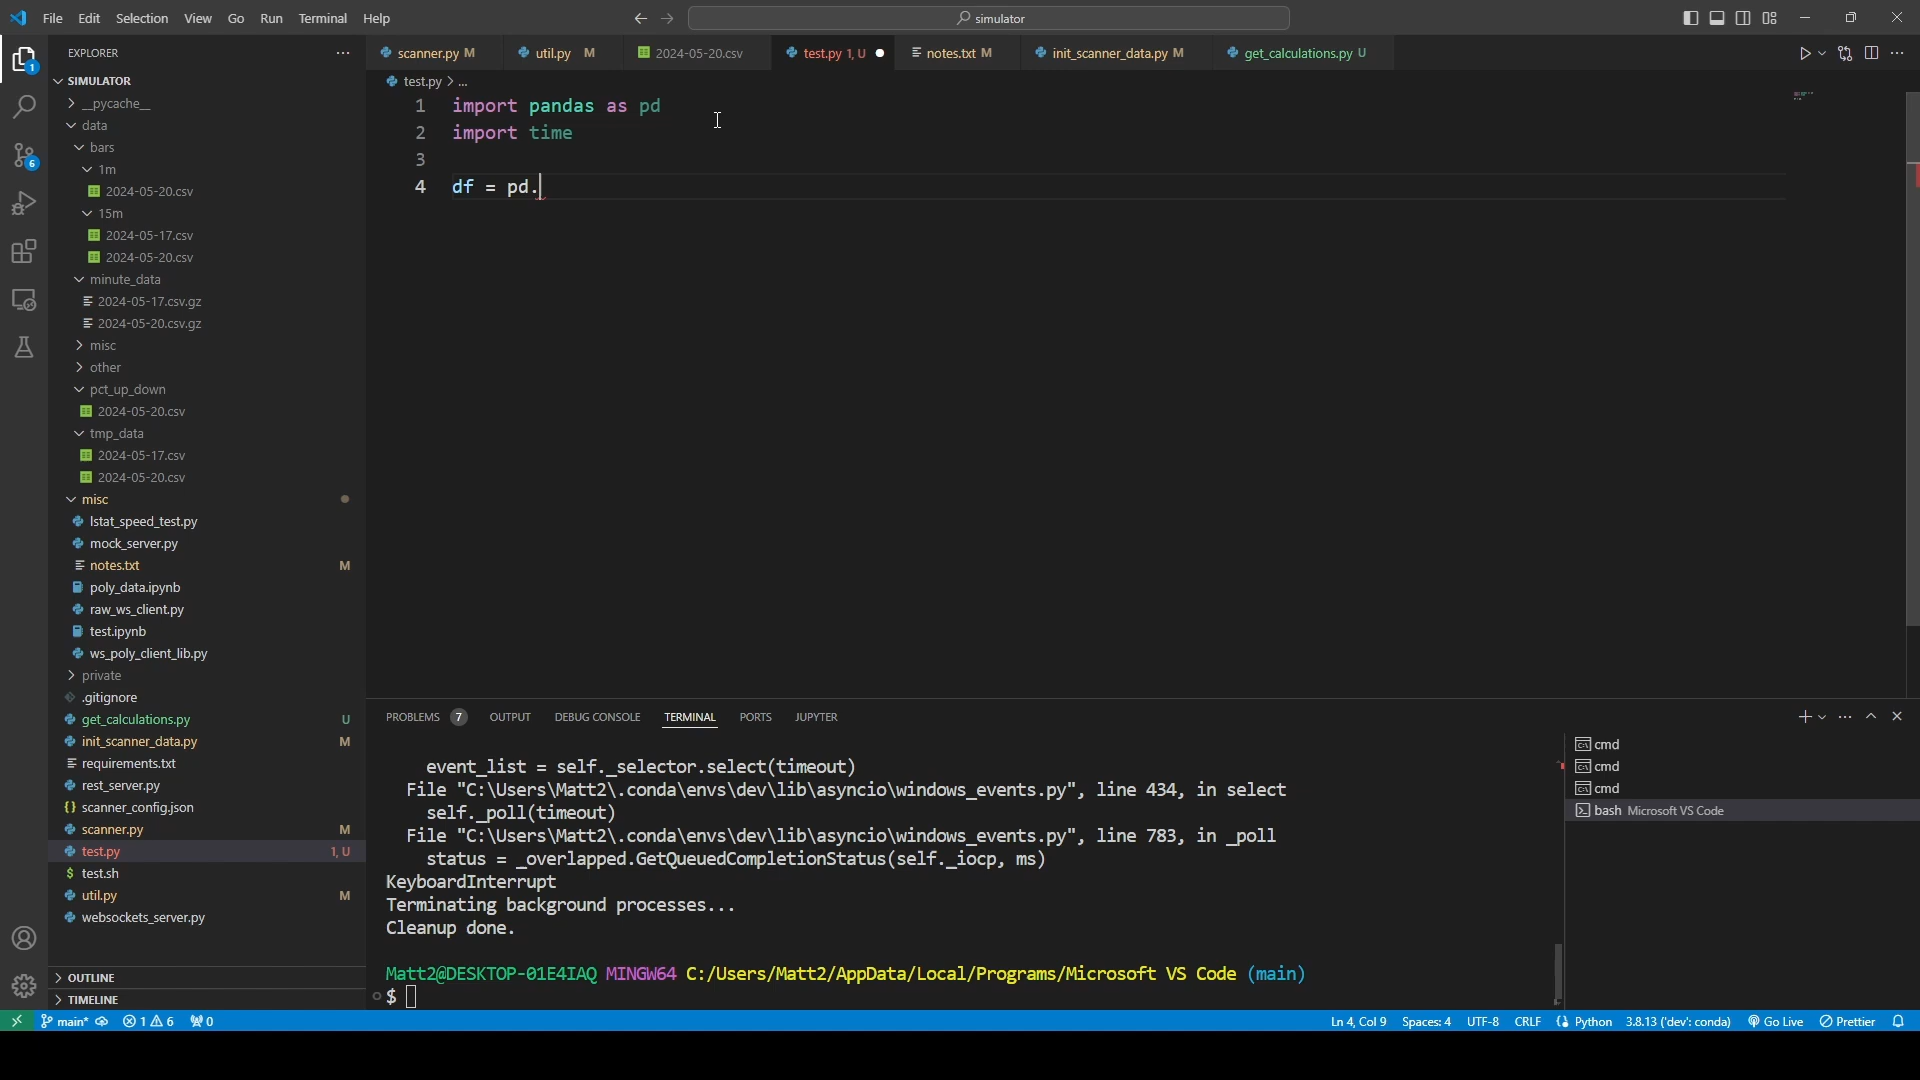 File Edit Selection View Go Run Terminal Help
simulator
EXPLORER
1
SIMULATOR
__pycache__
data
bars
1m
2024-05-20.csv
15m
2024-05-17.csv
2024-05-20.csv
minute_data
2024-05-17.csv.gz
2024-05-20.csv.gz
misc
other
pct_up_down
2024-05-20.csv
tmp_data
2024-05-17.csv
2024-05-20.csv
misc
lstat_speed_test.py
mock_server.py
notes.txt M
poly_data.ipynb
raw_ws_client.py
test.ipynb
ws_poly_client_lib.py
private
.gitignore
get_calculations.py U
init_scanner_data.py M
requirements.txt
rest_server.py
{} scanner_config.json
scanner.py M
test.py 1, U
$ test.sh
util.py M
websockets_server.py
OUTLINE
TIMELINE
6
scanner.py M util.py M 2024-05-20.csv test.py 1, U notes.txt M init_scanner_data.py M get_calculations.py U
test.py > ...
1 import pandas as pd
2 import time
3
4 df = pd.
PROBLEMS 7 OUTPUT DEBUG CONSOLE TERMINAL PORTS JUPYTER
event_list = self._selector.select(timeout)
File "C:\Users\Matt2\.conda\envs\dev\lib\asyncio\windows_events.py", line 434, in select
self._poll(timeout)
File "C:\Users\Matt2\.conda\envs\dev\lib\asyncio\windows_events.py", line 783, in _poll
status = _overlapped.GetQueuedCompletionStatus(self._iocp, ms)
KeyboardInterrupt
Terminating background processes...
Cleanup done.
Matt2@DESKTOP-01E4IAQ MINGW64 C:/Users/Matt2/AppData/Local/Programs/Microsoft VS Code (main)
$
cmd
cmd
cmd
bash Microsoft VS Code
main* 1 6 0
Ln 4, Col 9 Spaces: 4 UTF-8 CRLF Python 3.8.13 ('dev': conda) Go Live Prettier